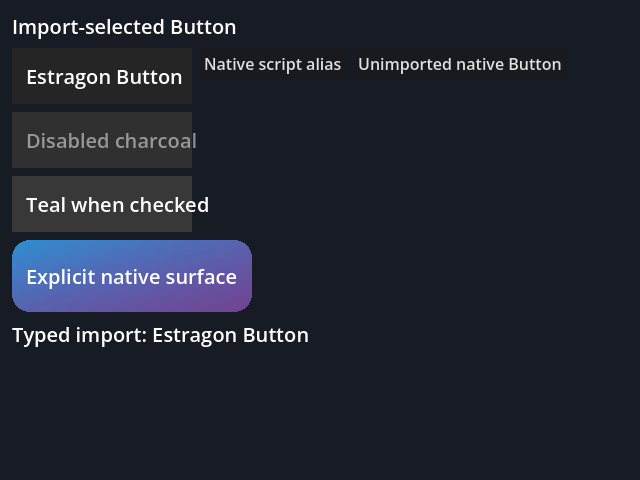 Import-selected Button
Estragon Button
Native script alias
Unimported native Button
Disabled charcoal
Teal when checked
Explicit native surface
Typed import: Estragon Button